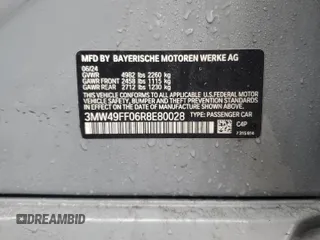 MFD BY BAYERISCHE MOTOREN WERKE AG
06/24
GVWR 4982 lbs 2260 kg
GAWR FRONT 2458 lbs 1115 kg
GAWR REAR 2712 lbs 1230 kg
THIS VEHICLE CONFORMS TO ALL APPLICABLE U.S. FEDERAL MOTOR
VEHICLE SAFETY, BUMPER, AND THEFT PREVENTION STANDARDS IN
EFFECT ON THE DATE OF MANUFACTURE SHOWN ABOVE.
3MW49FF06R8E80028 TYPE: PASSENGER CAR
C4P
DREAMBID